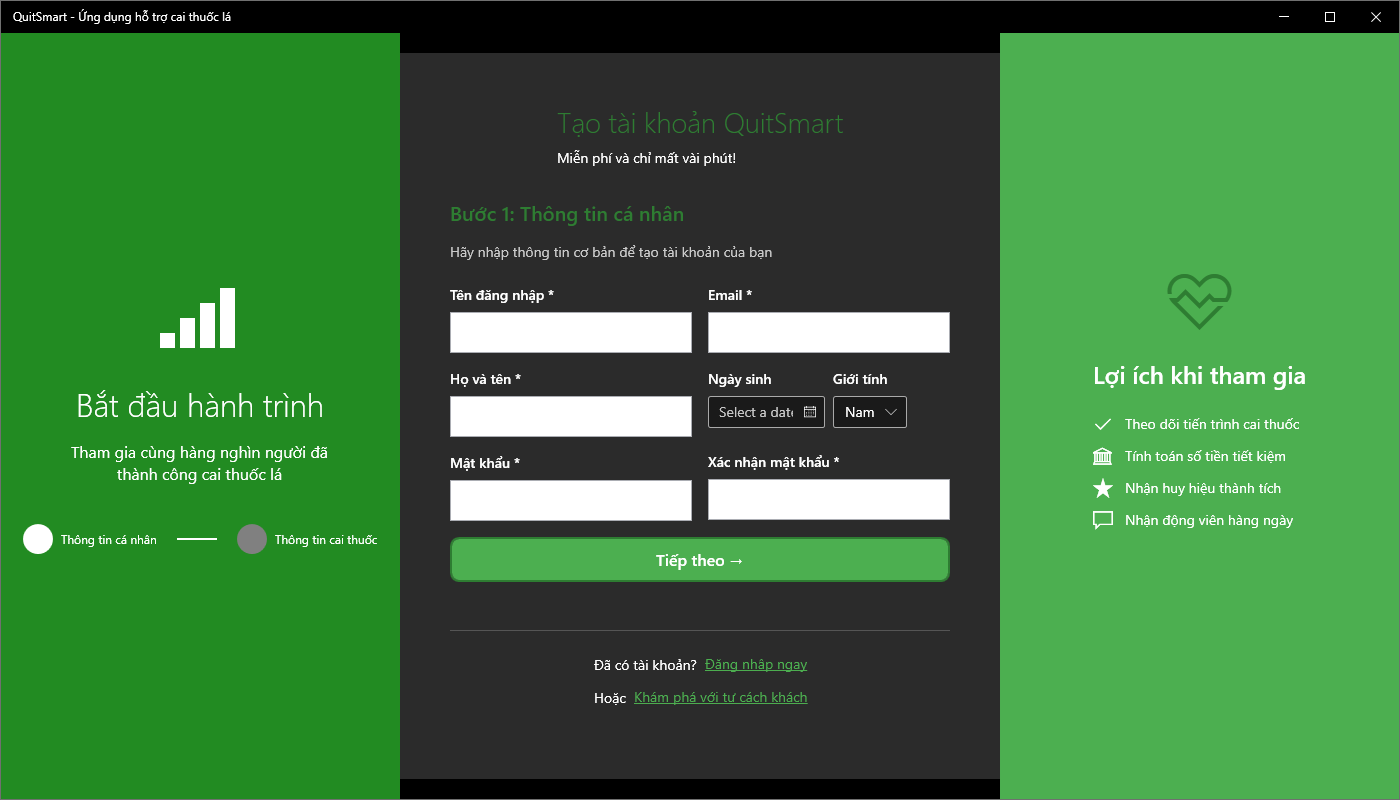 QuitSmart - Ứng dụng hỗ trợ cai thuốc lá
Bắt đầu hành trình
Tham gia cùng hàng nghìn người đã
thành công cai thuốc lá
Thông tin cá nhân
Thông tin cai thuốc
Tạo tài khoản QuitSmart
Miễn phí và chỉ mất vài phút!
Bước 1: Thông tin cá nhân
Hãy nhập thông tin cơ bản để tạo tài khoản của bạn
Tên đăng nhập *
Email *
Họ và tên *
Ngày sinh
Giới tính
Select a date
Nam
Mật khẩu *
Xác nhận mật khẩu *
Tiếp theo →
Đã có tài khoản? Đăng nhập ngay
Hoặc Khám phá với tư cách khách
Lợi ích khi tham gia
Theo dõi tiến trình cai thuốc
Tính toán số tiền tiết kiệm
Nhận huy hiệu thành tích
Nhận động viên hàng ngày